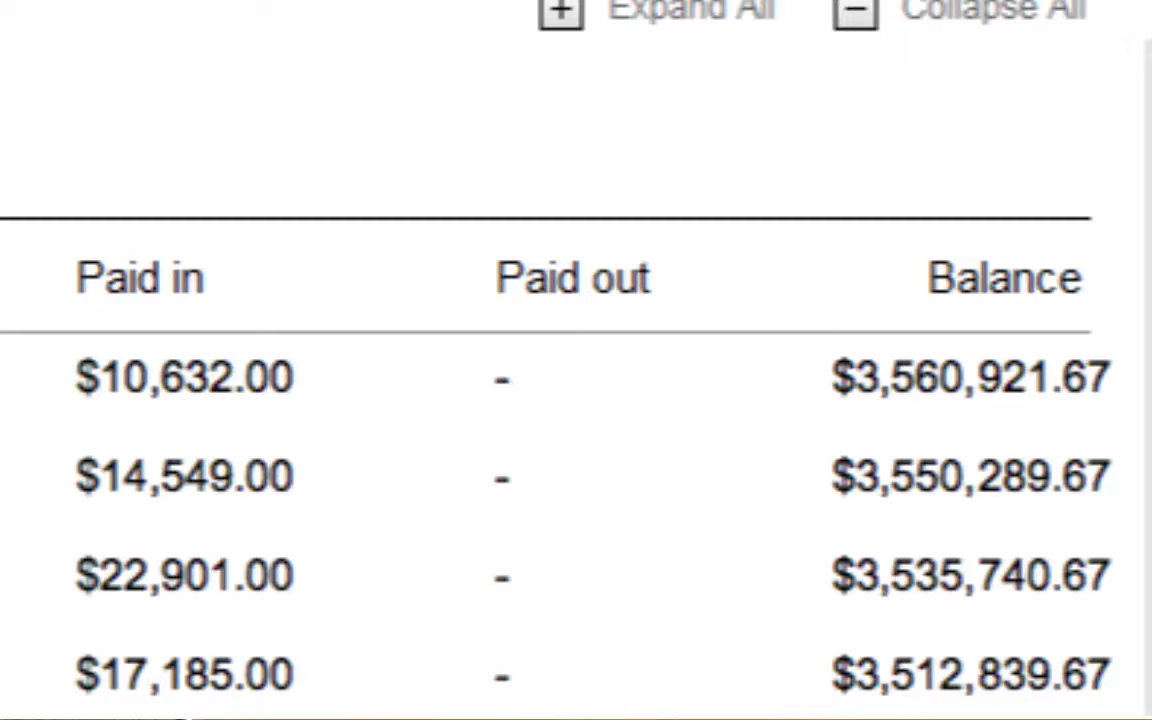 + Expand All − Collapse All
Paid in Paid out Balance
$10,632.00 - $3,560,921.67
$14,549.00 - $3,550,289.67
$22,901.00 - $3,535,740.67
$17,185.00 - $3,512,839.67